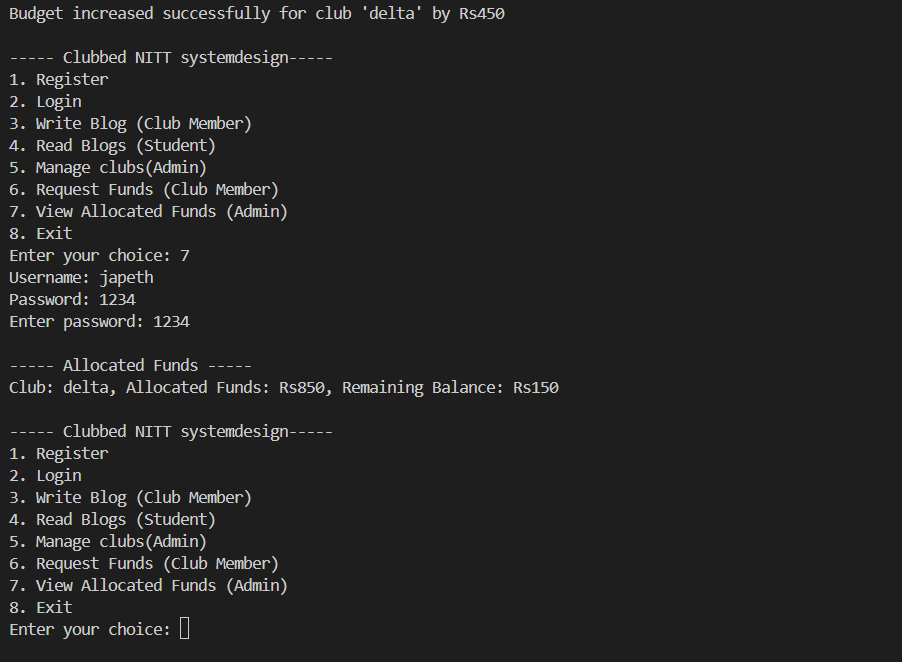 Budget increased successfully for club 'delta' by Rs450
----- Clubbed NITT systemdesign-----
1. Register
2. Login
3. Write Blog (Club Member)
4. Read Blogs (Student)
5. Manage clubs(Admin)
6. Request Funds (Club Member)
7. View Allocated Funds (Admin)
8. Exit
Enter your choice: 7
Username: japeth
Password: 1234
Enter password: 1234
----- Allocated Funds -----
Club: delta, Allocated Funds: Rs850, Remaining Balance: Rs150
----- Clubbed NITT systemdesign-----
1. Register
2. Login
3. Write Blog (Club Member)
4. Read Blogs (Student)
5. Manage clubs(Admin)
6. Request Funds (Club Member)
7. View Allocated Funds (Admin)
8. Exit
Enter your choice: